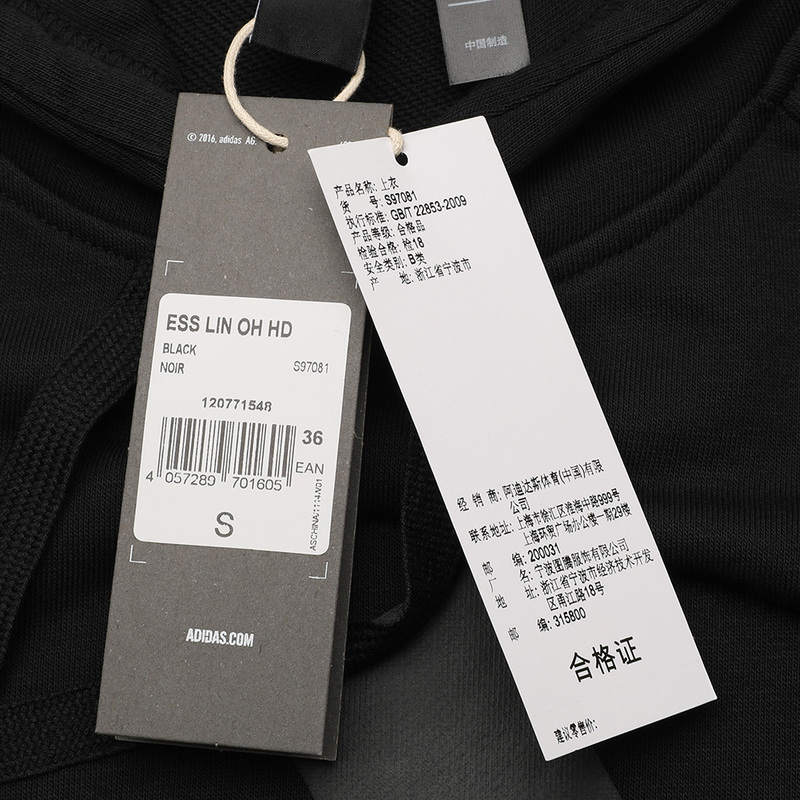 中国制造
© 2016, adidas AG.
ESS LIN OH HD
BLACK
NOIR S97081
120771548
36
EAN
4 057289 701605
S
ADIDAS.COM
产品名称: 上衣
货 号: S97081
执行标准: GB/T 22853-2009
产品等级: 合格品
检验合格: 检18
安全类别: B类
产 地: 浙江省宁波市
经 销 商: 阿迪达斯体育(中国)有限
公司
联系地址: 上海市徐汇区淮海中路999号
上海环贸广场办公楼一期29楼
邮 编: 200031
厂 名: 宁波图腾服饰有限公司
地 址: 浙江省宁波市经济技术开发
区甬江路18号
邮 编: 315800
合格证
建议零售价: